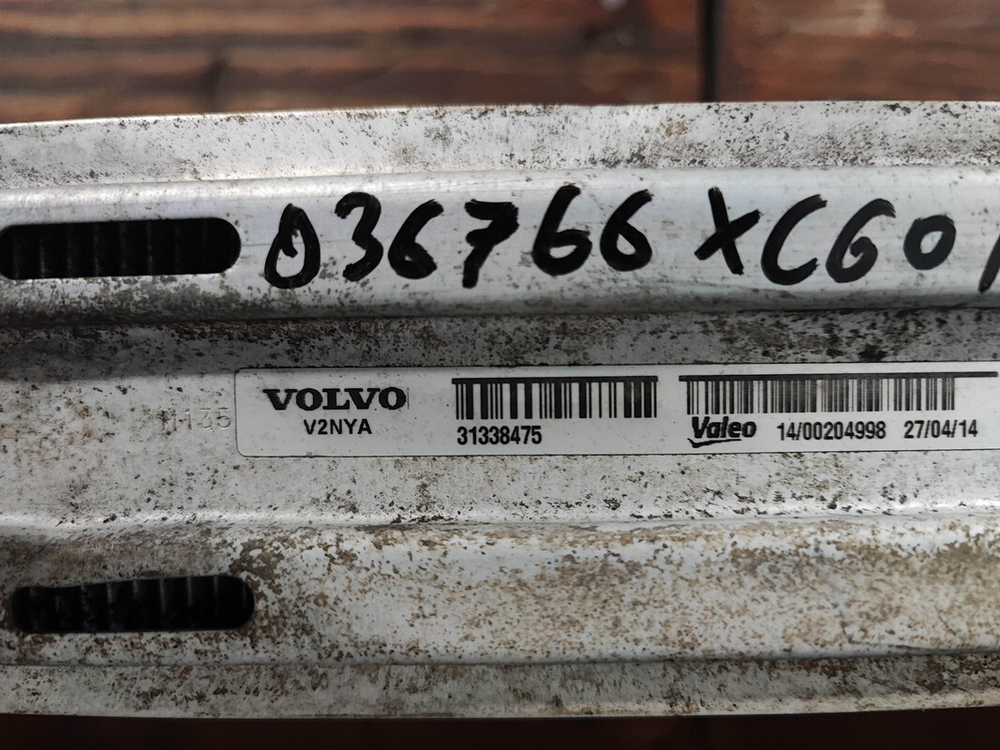 036766 XC60
M135
VOLVO
V2NYA
31338475
Valeo 14/00204998 27/04/14